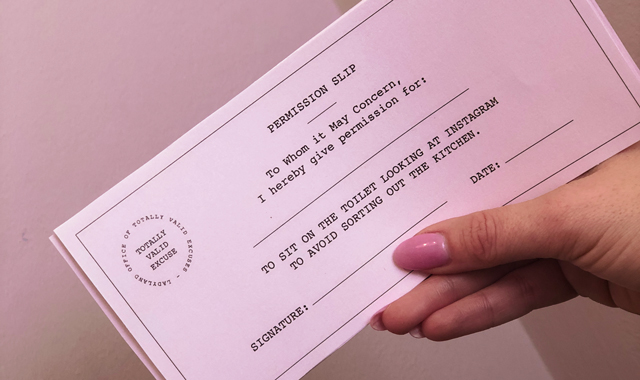 PERMISSION SLIP
To Whom it May Concern,
I hereby give permission for:
TO SIT ON THE TOILET LOOKING AT INSTAGRAM
TO AVOID SORTING OUT THE KITCHEN.
SIGNATURE:
DATE:
LADYLAND OFFICE OF TOTALLY VALID EXCUSES -
TOTALLY
VALID
EXCUSE